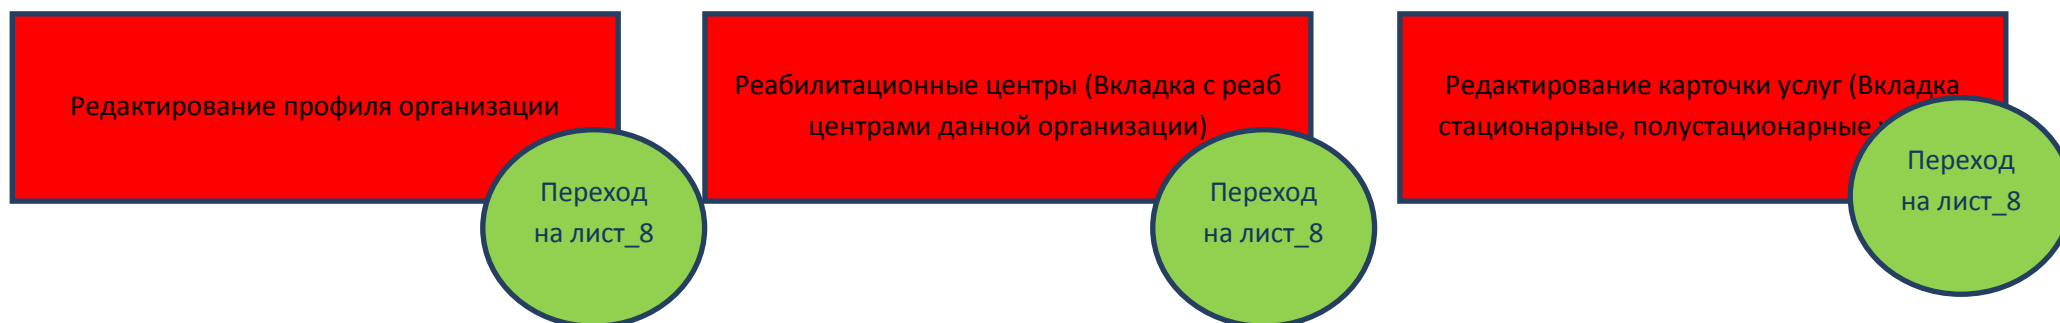 Редактирование профиля организации
Переход
на лист_8
Реабилитационные центры (Вкладка с реаб
центрами данной организации)
Переход
на лист_8
Редактирование карточки услуг (Вкладка
стационарные, полустационарные
Переход
на лист_8